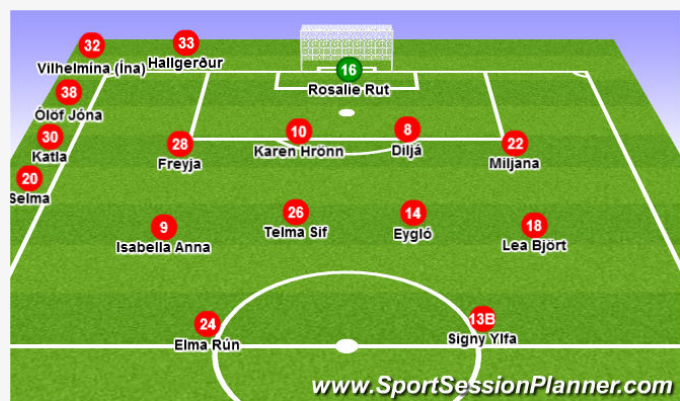 32
Vilhelmína (Ína)
33
Hallgerður
16
Rosalie Rut
38
Ólöf Jóna
30
Katla
20
Selma
28
Freyja
10
Karen Hrönn
8
Diljá
22
Miljana
9
Isabella Anna
26
Telma Sif
14
Eygló
18
Lea Björt
24
Elma Rún
13B
Signy Ylfa
www.SportSessionPlanner.com